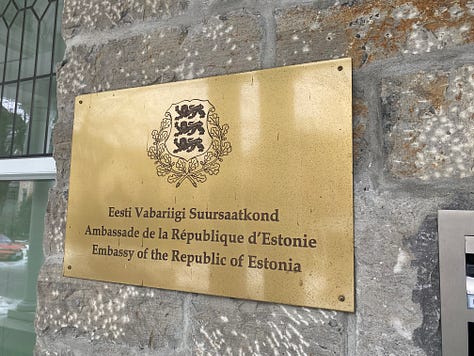 Eesti Vabariigi Suursaatkond
Ambassade de la République d'Estonie
Embassy of the Republic of Estonia